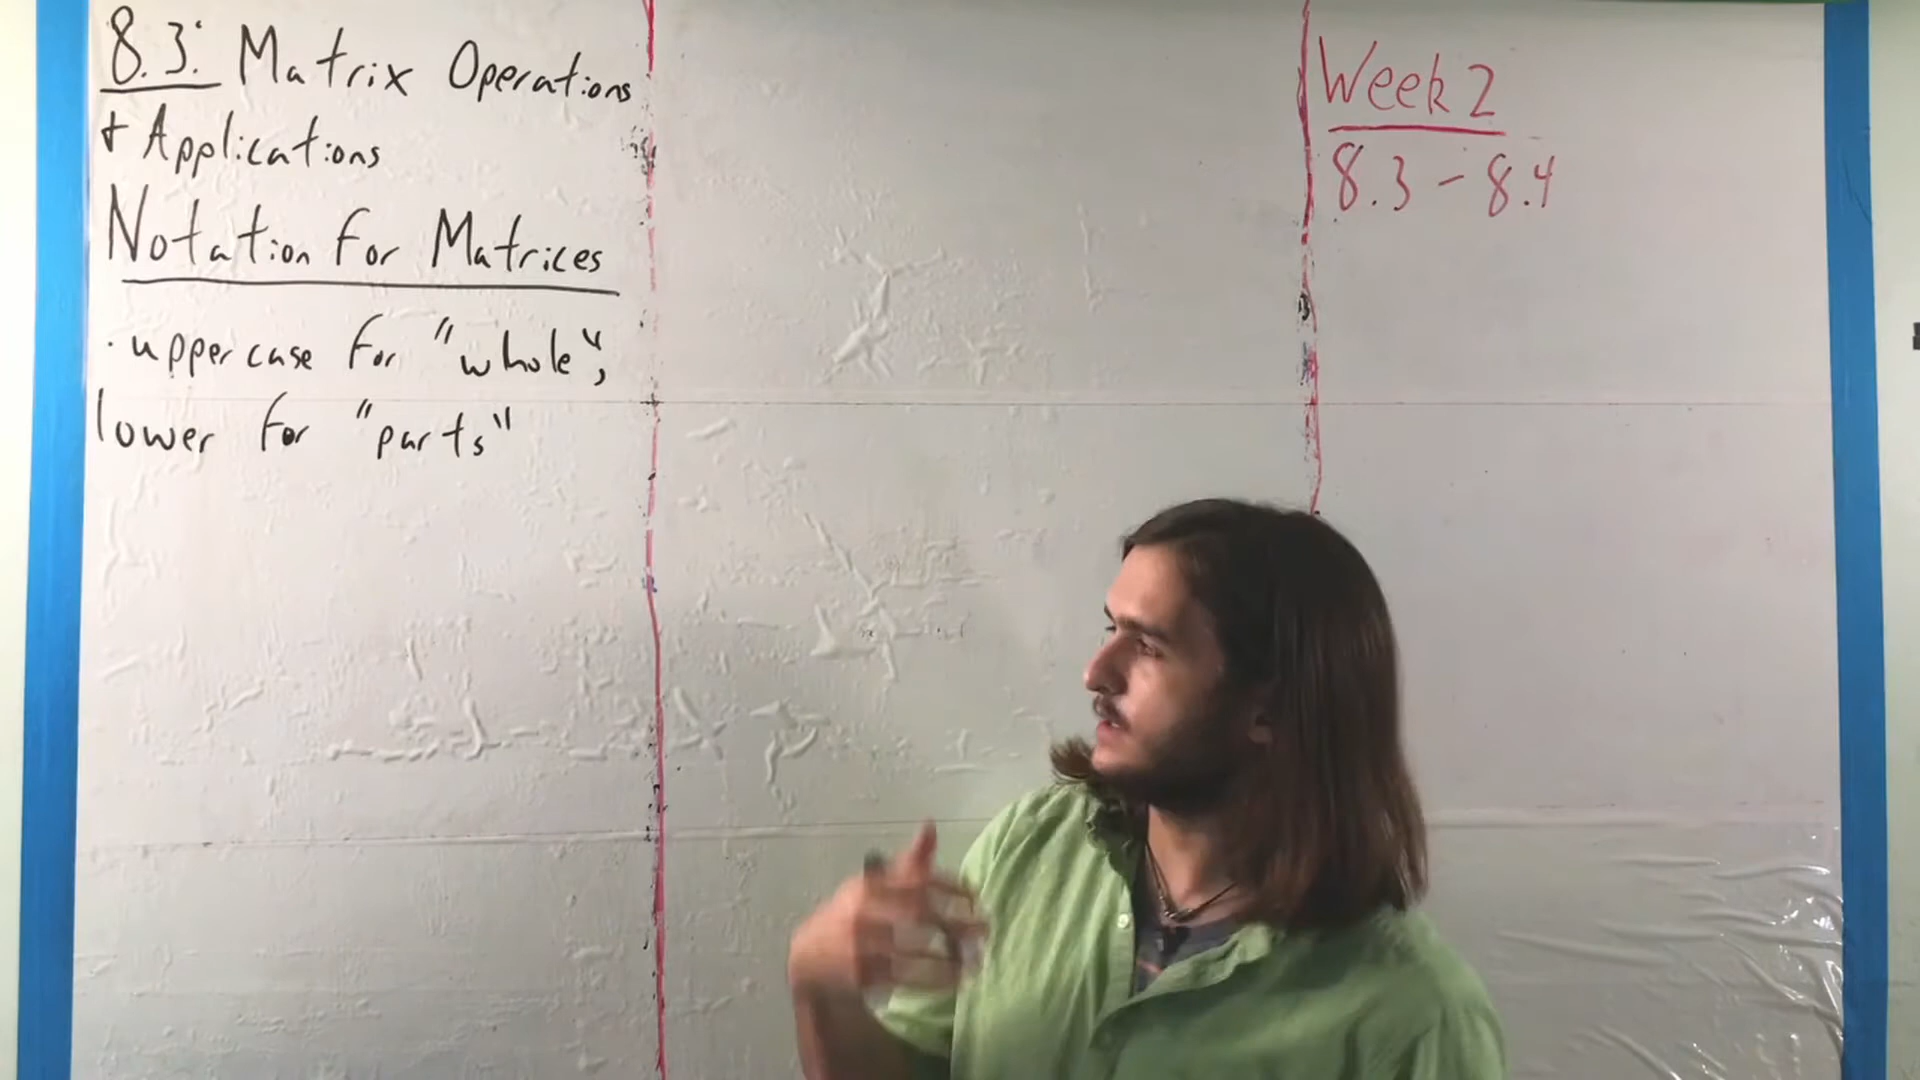 8.3: Matrix Operations
+ Applications
Notation for Matrices
· uppercase for "whole",
lower for "parts"
Week 2
8.3 - 8.4